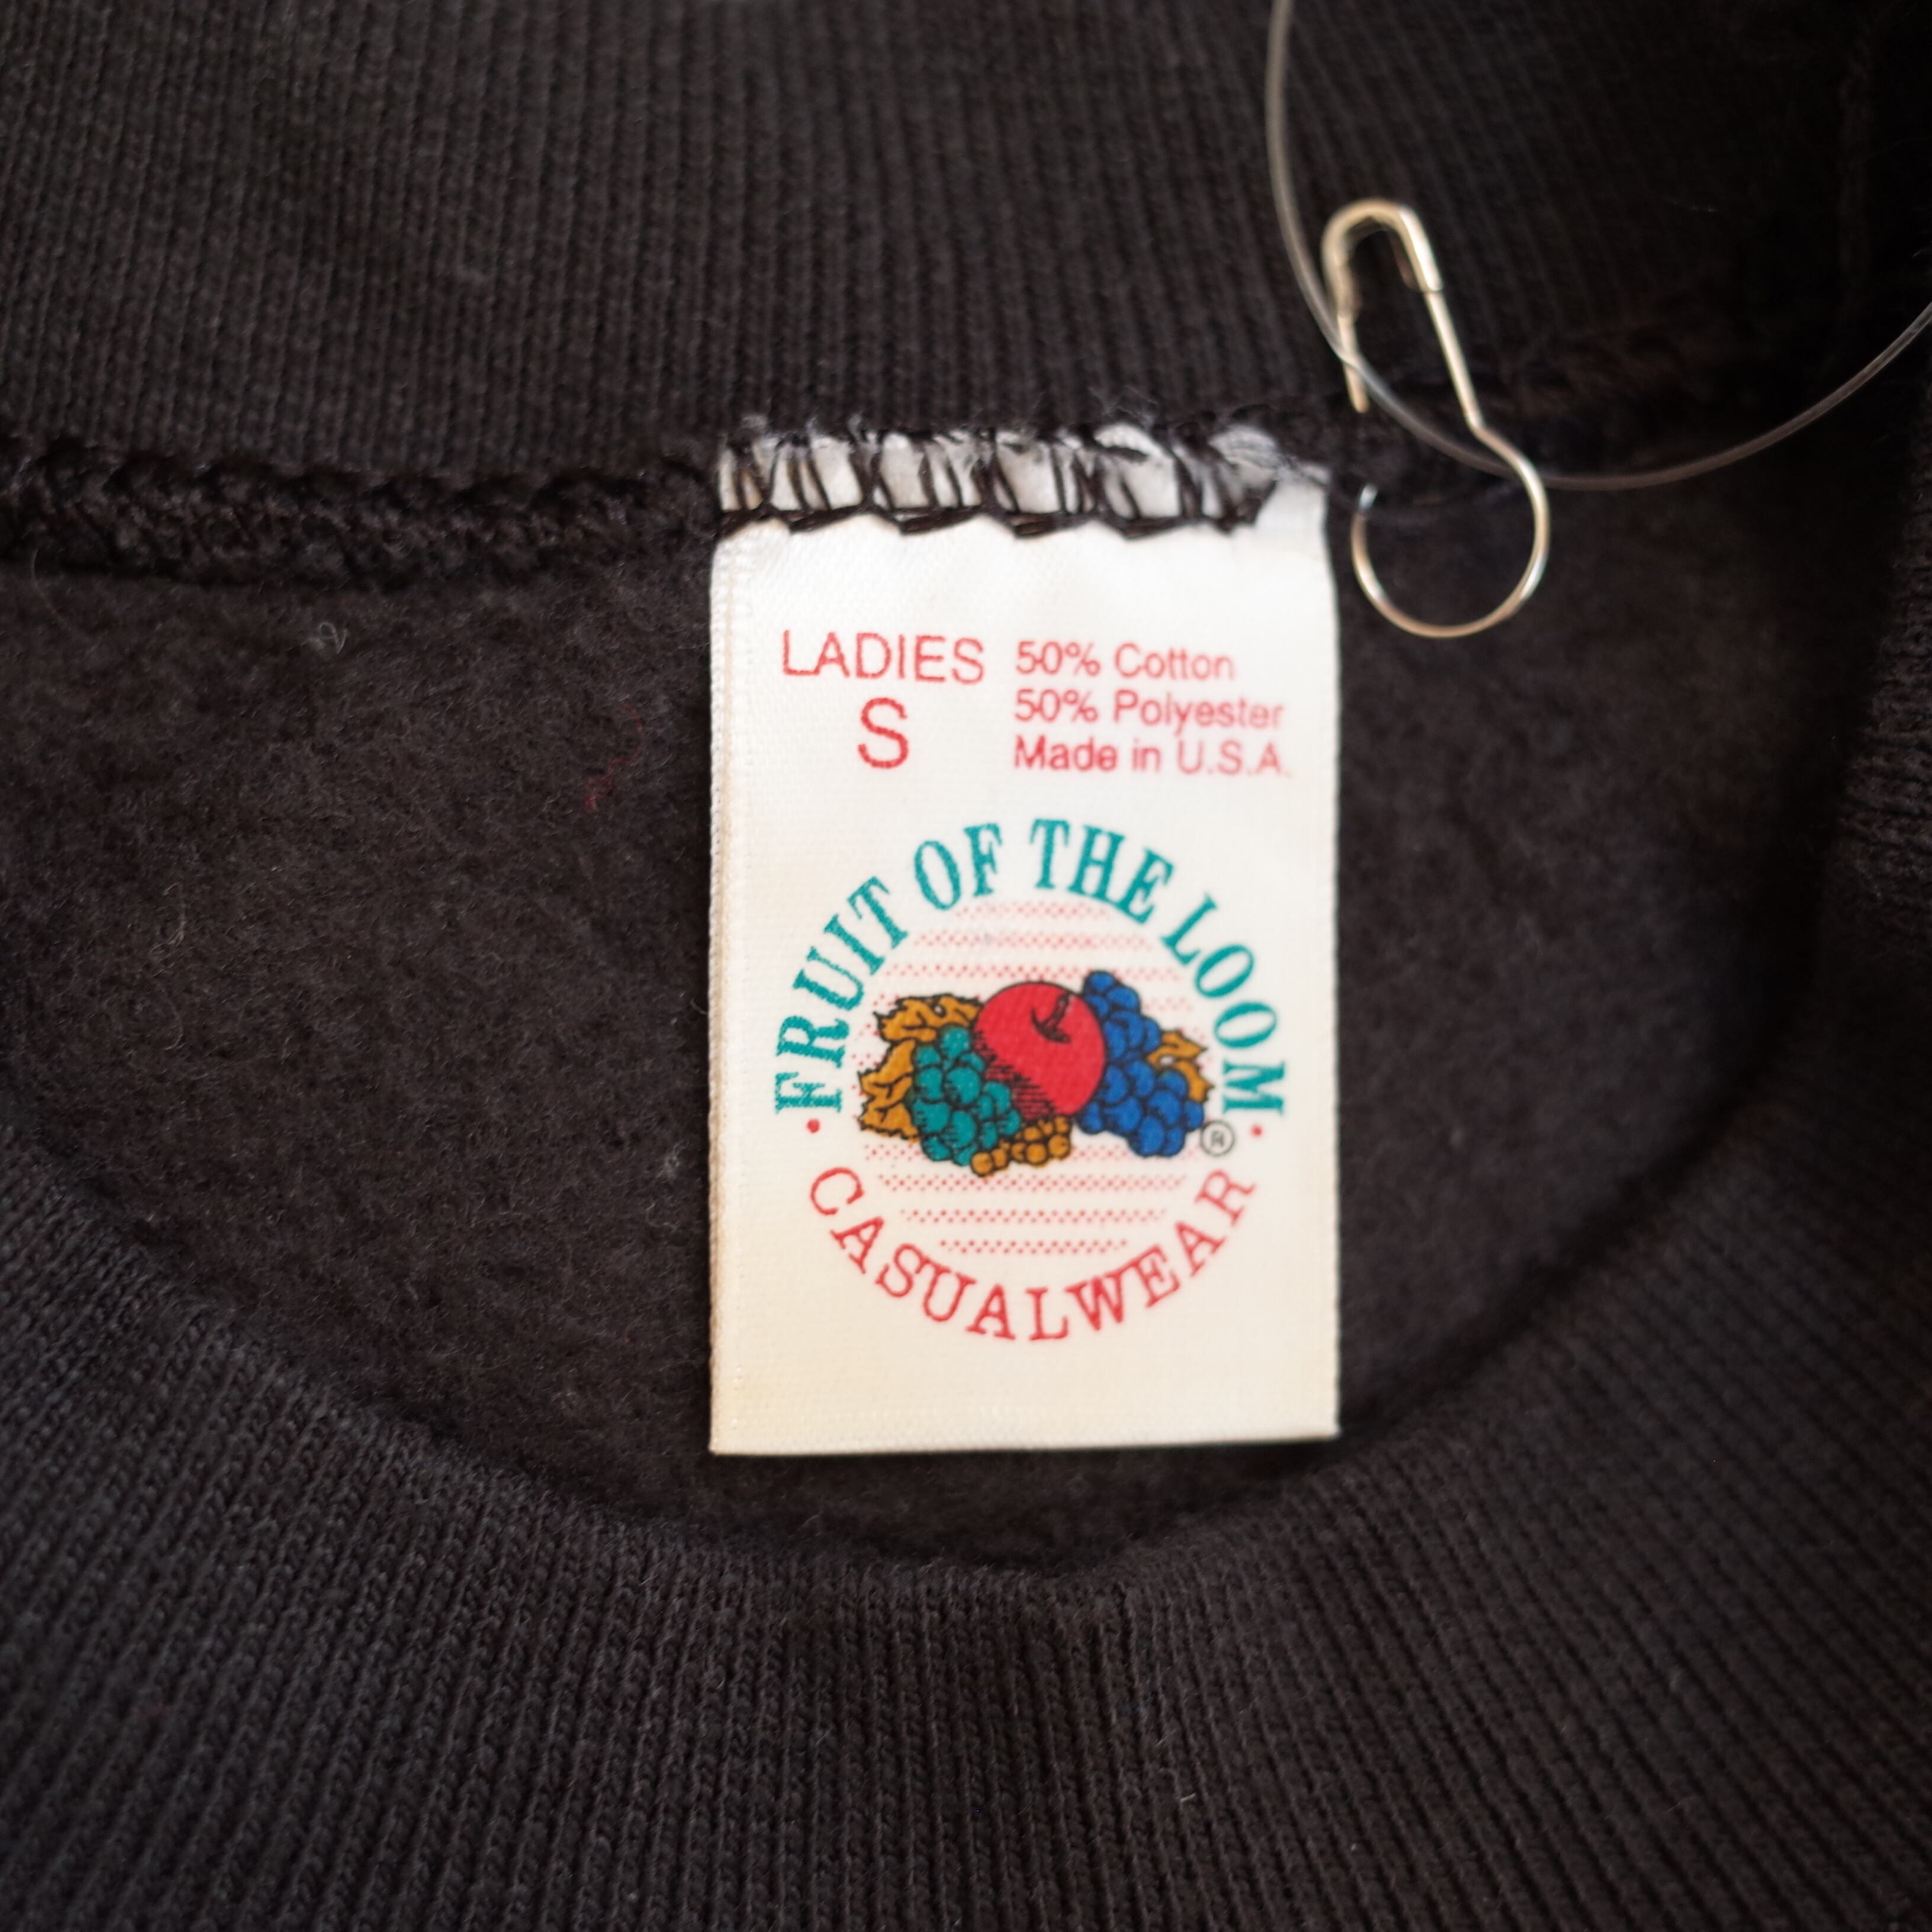 LADIES
S
50% Cotton
50% Polyester
Made in U.S.A.
FRUIT OF THE LOOM
®
· CASUALWEAR ·